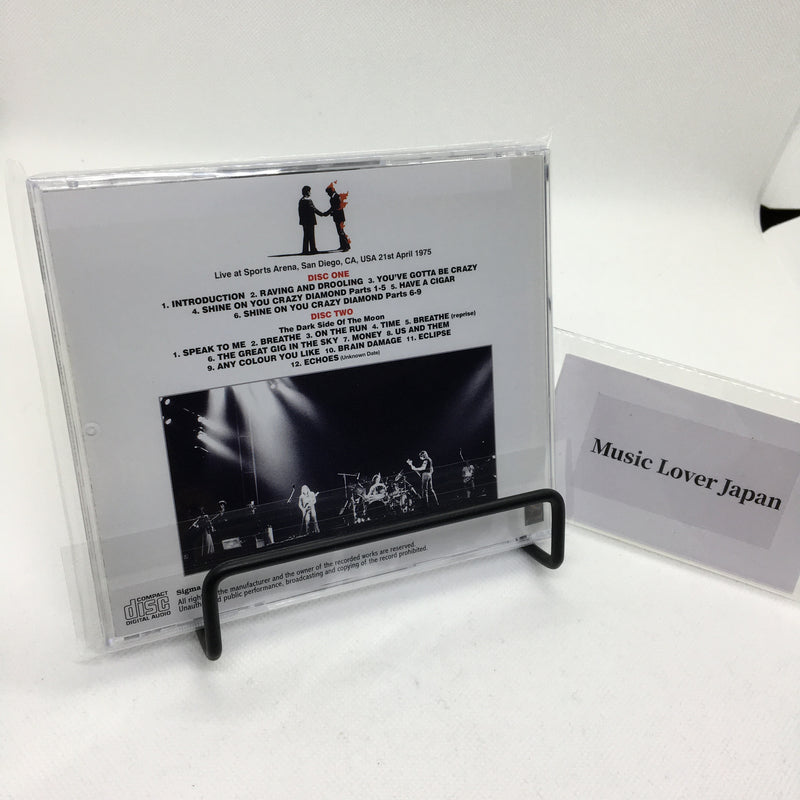 Live at Sports Arena, San Diego, CA, USA 21st April 1975
DISC ONE
1. INTRODUCTION 2. RAVING AND DROOLING 3. YOU'VE GOTTA BE CRAZY
4. SHINE ON YOU CRAZY DIAMOND Parts 1-5 5. HAVE A CIGAR
6. SHINE ON YOU CRAZY DIAMOND Parts 6-9
DISC TWO
The Dark Side Of The Moon
1. SPEAK TO ME 2. BREATHE 3. ON THE RUN 4. TIME 5. BREATHE (reprise)
6. THE GREAT GIG IN THE SKY 7. MONEY 8. US AND THEM
9. ANY COLOUR YOU LIKE 10. BRAIN DAMAGE 11. ECLIPSE
12. ECHOES (Unknown Date)
COMPACT
disc
DIGITAL AUDIO
Sigma
All the manufacturer and the owner of the recorded works are reserved.
public performance, broadcasting and copying of the record prohibited.
Music Lover Japan